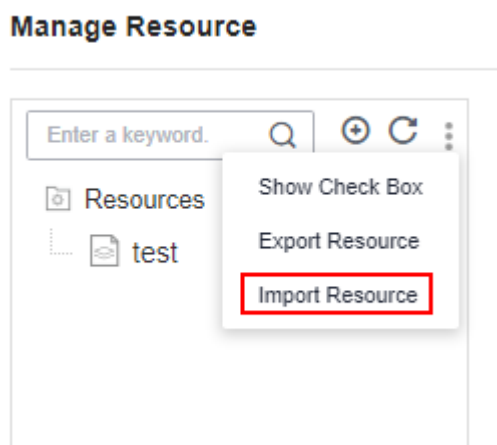 Manage Resource
Enter a keyword.
Show Check Box
Resources
Export Resource
test
Import Resource